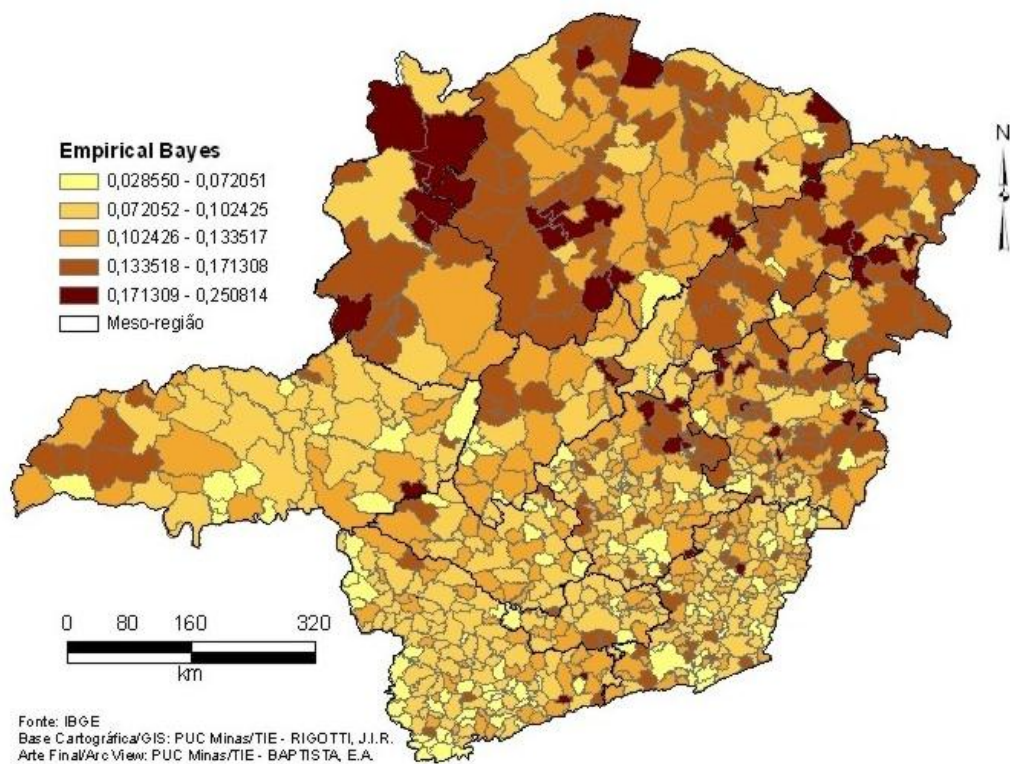 N
Empirical Bayes
0,028550 - 0,072051
0,072052 - 0,102425
0,102426 - 0,133517
0,133518 - 0,171308
0,171309 - 0,250814
Meso-região
0 80 160 320
km
Fonte: IBGE
Base Cartográfica/GIS: PUC Minas/TIE - RIGOTTI, J.I.R.
Arte Final/Arc View: PUC Minas/TIE - BAPTISTA, E.A.